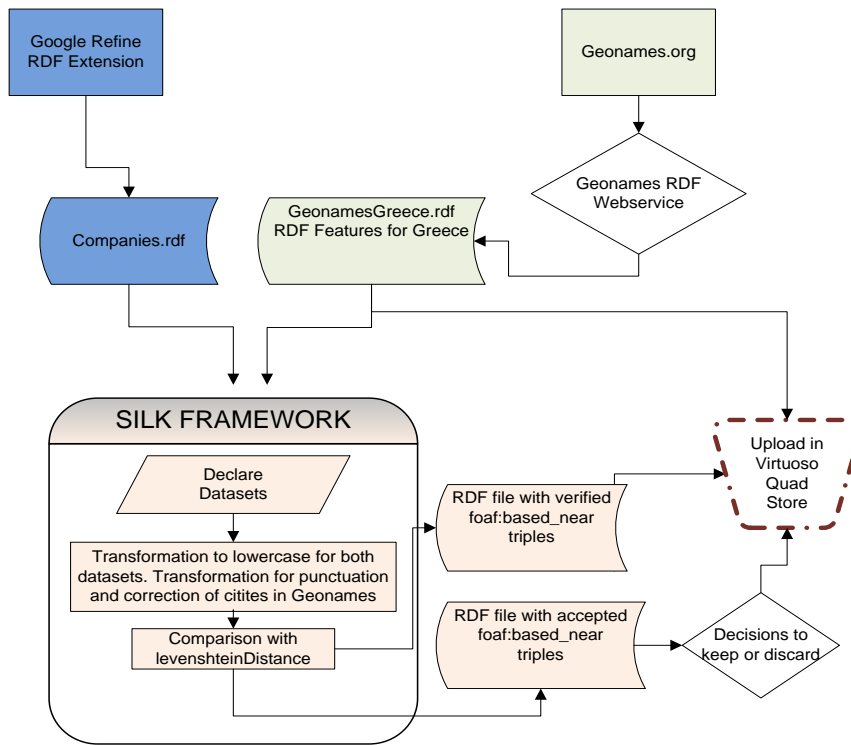 Google Refine
RDF Extension
Geonames.org
Geonames RDF
Webservice
Companies.rdf
GeonamesGreece.rdf
RDF Features for Greece
SILK FRAMEWORK
Declare
Datasets
Transformation to lowercase for both
datasets. Transformation for punctuation
and correction of citites in Geonames
Comparison with
levenshteinDistance
RDF file with verified
foaf:based_near
triples
RDF file with accepted
foaf:based_near
triples
Upload in
Virtuoso
Quad
Store
Decisions to
keep or discard